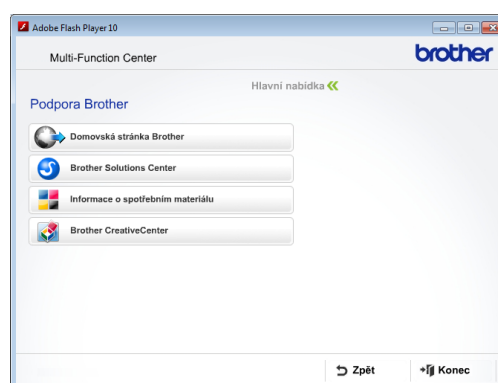 Adobe Flash Player 10
Multi-Function Center
brother
Hlavní nabídka
Podpora Brother
Domovská stránka Brother
Brother Solutions Center
Informace o spotřebním materiálu
Brother CreativeCenter
Zpět
Konec